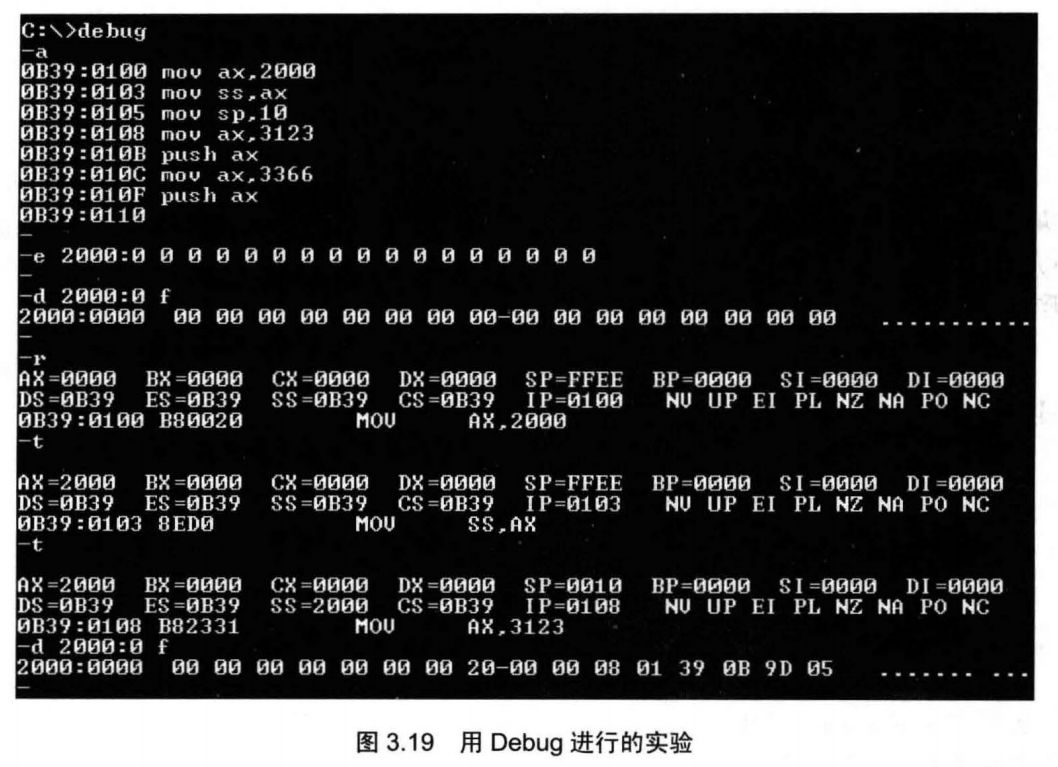 C:\>debug
-a
0B39:0100 mov ax,2000
0B39:0103 mov ss,ax
0B39:0105 mov sp,10
0B39:0108 mov ax,3123
0B39:010B push ax
0B39:010C mov ax,3366
0B39:010F push ax
0B39:0110
-
-e 2000:0 0 0 0 0 0 0 0 0 0 0 0 0 0 0 0 0
-
-d 2000:0 f
2000:0000 00 00 00 00 00 00 00 00-00 00 00 00 00 00 00 00 ............
-
-r
AX=0000 BX=0000 CX=0000 DX=0000 SP=FFEE BP=0000 SI=0000 DI=0000
DS=0B39 ES=0B39 SS=0B39 CS=0B39 IP=0100 NV UP EI PL NZ NA PO NC
0B39:0100 B80020 MOV AX,2000
-t
AX=2000 BX=0000 CX=0000 DX=0000 SP=FFEE BP=0000 SI=0000 DI=0000
DS=0B39 ES=0B39 SS=0B39 CS=0B39 IP=0103 NV UP EI PL NZ NA PO NC
0B39:0103 8ED0 MOV SS,AX
-t
AX=2000 BX=0000 CX=0000 DX=0000 SP=0010 BP=0000 SI=0000 DI=0000
DS=0B39 ES=0B39 SS=2000 CS=0B39 IP=0108 NV UP EI PL NZ NA PO NC
0B39:0108 B82331 MOV AX,3123
-d 2000:0 f
2000:0000 00 00 00 00 00 00 00 20-00 00 08 01 39 0B 9D 05 ....... ...
-
图 3.19 用 Debug 进行的实验